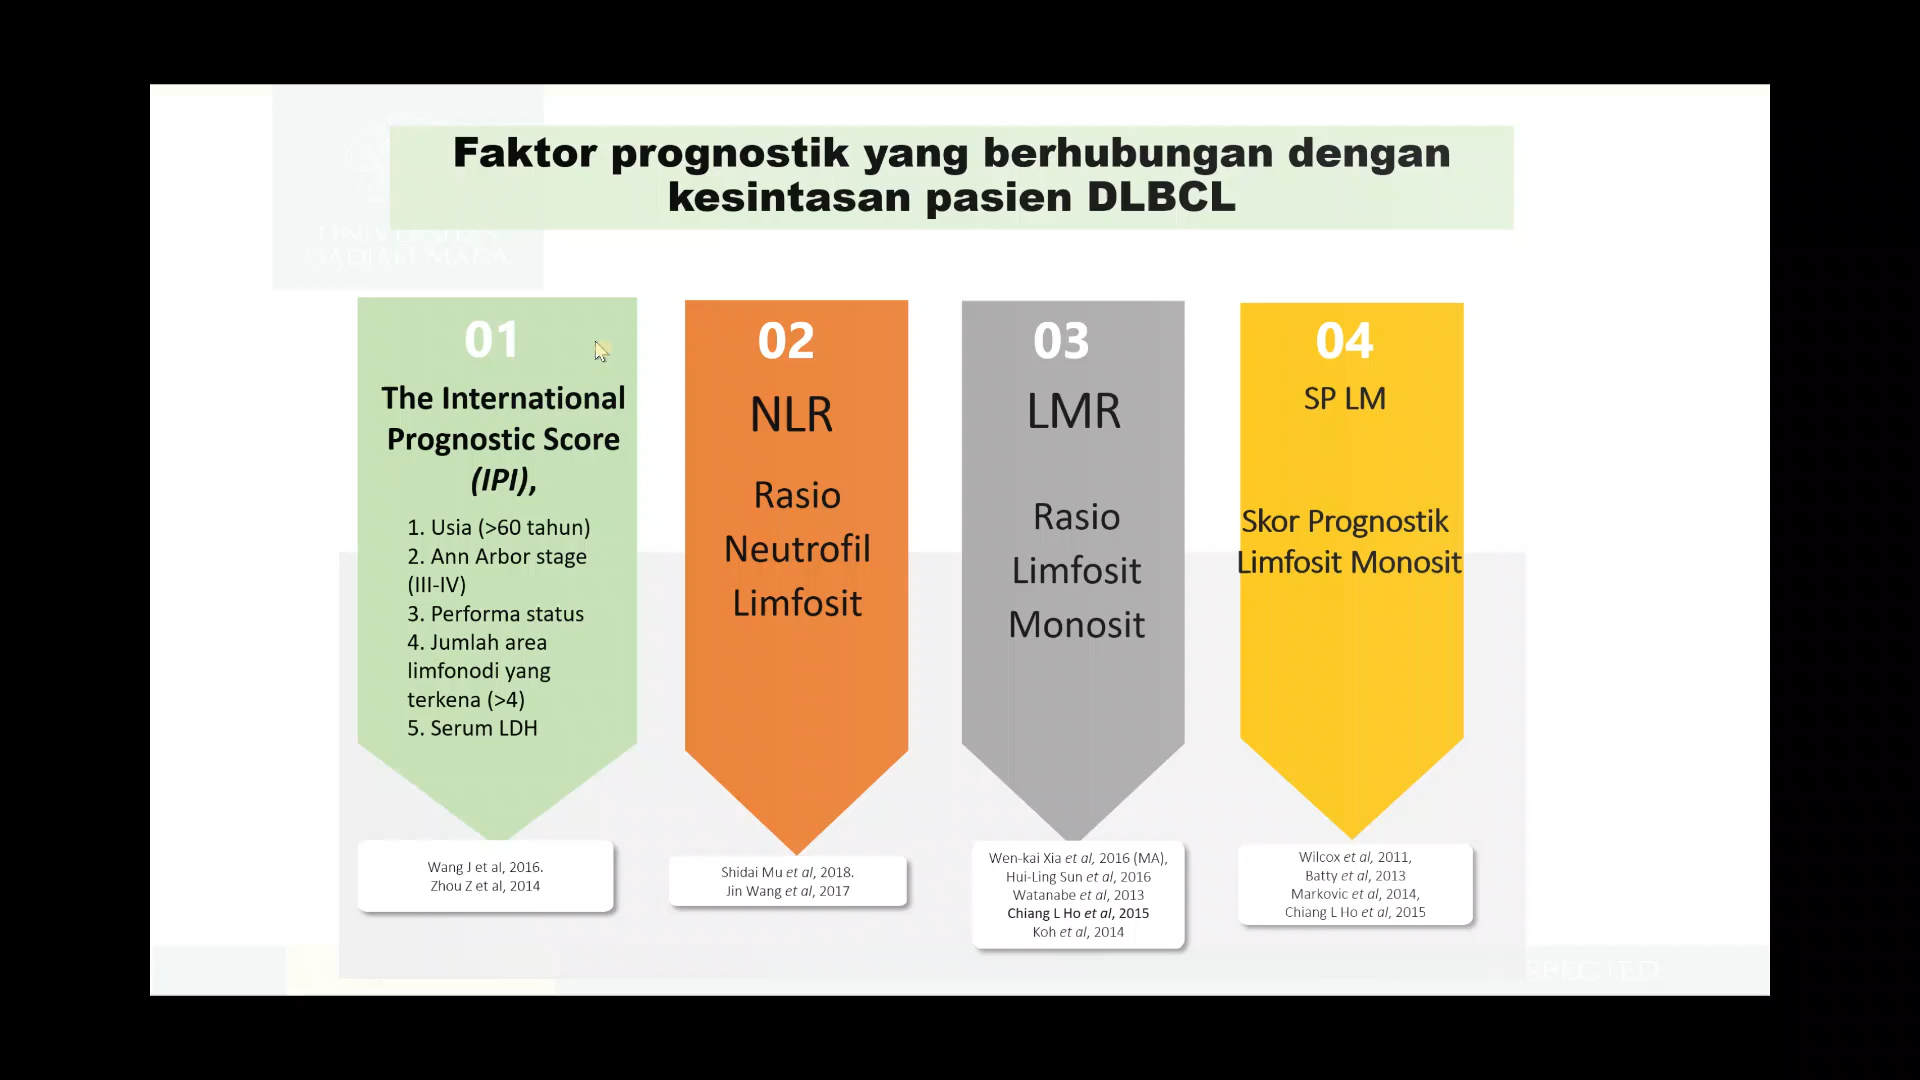 Faktor prognostik yang berhubungan dengan
kesintasan pasien DLBCL
UNIVERSITAS
GADJAH MADA
01
The International
Prognostic Score
(IPI),
1. Usia (>60 tahun)
2. Ann Arbor stage
(III-IV)
3. Performa status
4. Jumlah area
limfonodi yang
terkena (>4)
5. Serum LDH
Wang J et al, 2016.
Zhou Z et al, 2014
02
NLR
Rasio
Neutrofil
Limfosit
Shidai Mu et al, 2018.
Jin Wang et al, 2017
03
LMR
Rasio
Limfosit
Monosit
Wen-kai Xia et al, 2016 (MA),
Hui-Ling Sun et al, 2016
Watanabe et al, 2013
Chiang L Ho et al, 2015
Koh et al, 2014
04
SP LM
Skor Prognostik
Limfosit Monosit
Wilcox et al, 2011,
Batty et al, 2013
Markovic et al, 2014,
Chiang L Ho et al, 2015